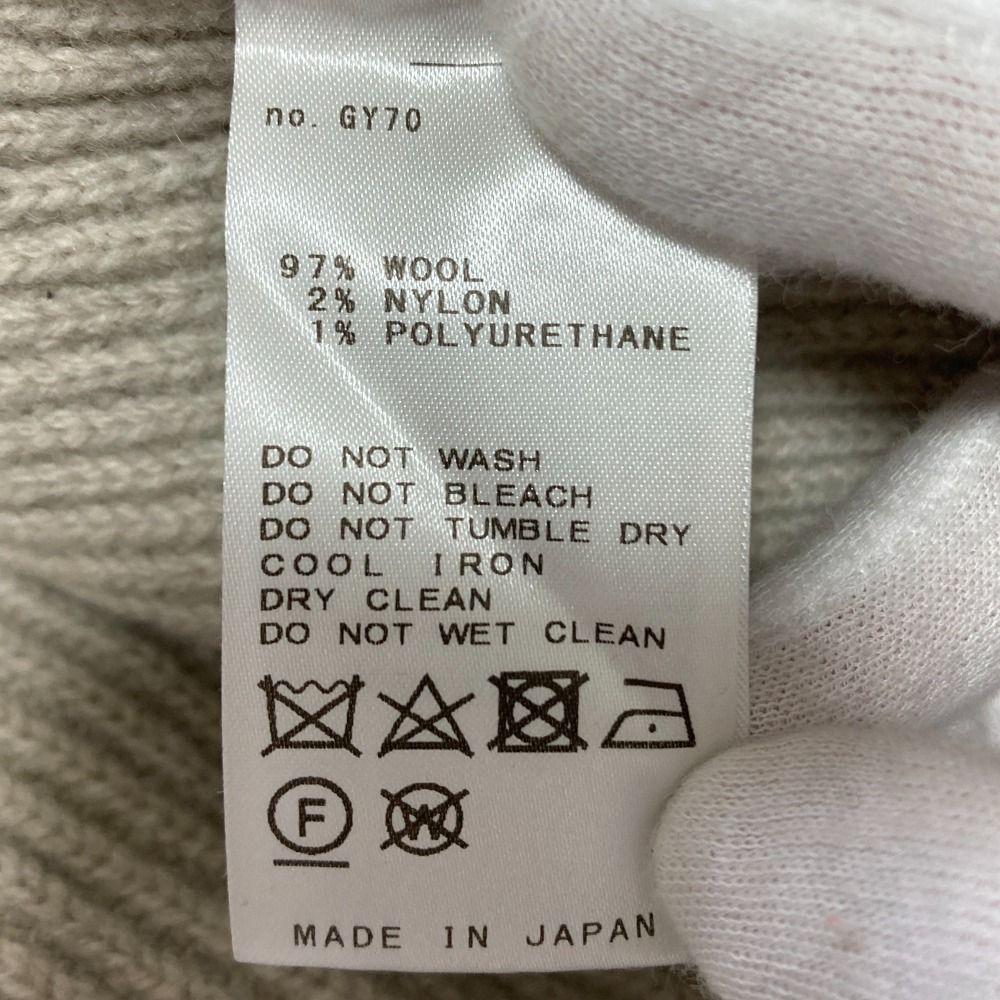 no. GY70
97% WOOL
2% NYLON
1% POLYURETHANE
DO NOT WASH
DO NOT BLEACH
DO NOT TUMBLE DRY
COOL IRON
DRY CLEAN
DO NOT WET CLEAN
F W
MADE IN JAPAN